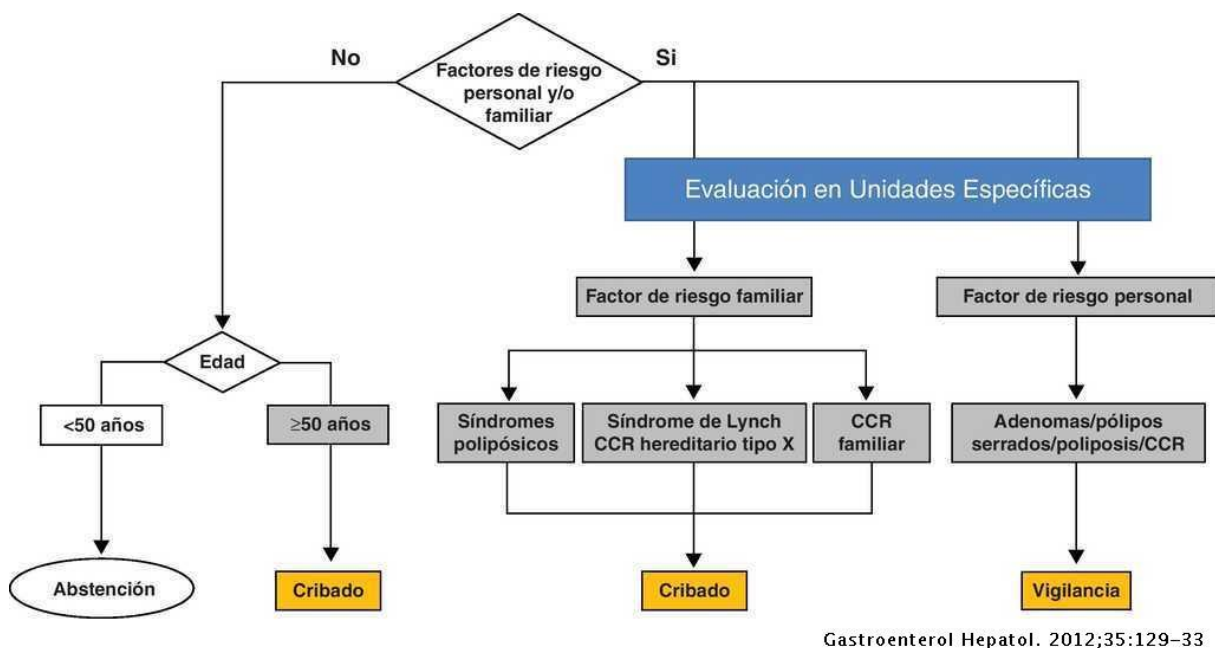 No
Si
Factores de riesgo
personal y/o
familiar
Evaluación en Unidades Específicas
Factor de riesgo familiar
Factor de riesgo personal
Edad
<50 años
≥50 años
Síndromes
polipósicos
Síndrome de Lynch
CCR hereditario tipo X
CCR
familiar
Adenomas/pólipos
serrados/poliposis/CCR
Abstención
Cribado
Cribado
Vigilancia
Gastroenterol Hepatol. 2012;35:129–33